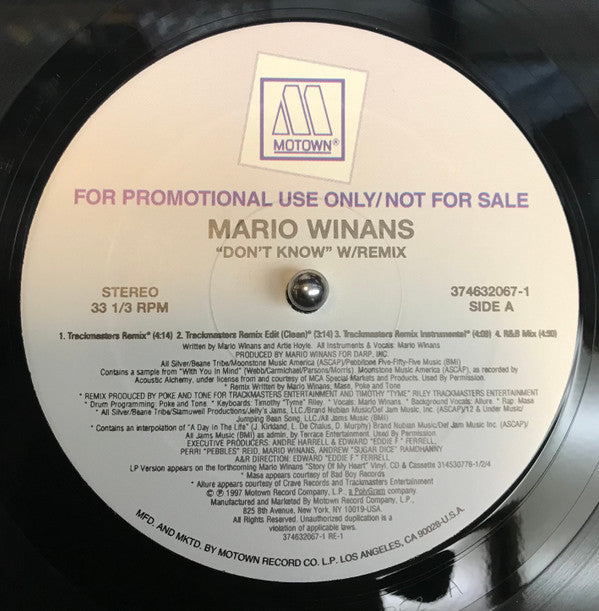 MOTOWN®
FOR PROMOTIONAL USE ONLY/NOT FOR SALE
MARIO WINANS
"DON'T KNOW" W/REMIX
STEREO
33 1/3 RPM
374632067-1
SIDE A
1. Trackmasters Remix* (4:14) 2. Trackmasters Remix Edit (Clean)* (3:14) 3. Trackmasters Remix Instrumental* (4:09) 4. R&B Mix (4:50)
Written by Mario Winans and Artie Hoyle. All Instruments & Vocals: Mario Winans
PRODUCED BY MARIO WINANS FOR DARP, INC.
All Silver/Beane Tribe/Moonstone Music America (ASCAP)/Pebbitone Five-Fifty-Five Music (BMI)
Contains a sample from "With You In Mind" (Webb/Carmichael/Parsons/Morris), Moonstone Music America (ASCAP), as recorded by
Acoustic Alchemy, under license from and courtesy of MCA Special Markets and Products. Used By Permission.
* Remix Written by Mario Winans, Mass, Poke and Tone
* REMIX PRODUCED BY POKE AND TONE FOR TRACKMASTERS ENTERTAINMENT AND TIMOTHY "TYME" RILEY TRACKMASTERS ENTERTAINMENT
* Drum Programming: Poke and Tone * Keyboards: Timothy "Tyme" Riley. * Vocals: Mario Winans * Background Vocals: Allure. * Rap: Mase
* All Silver/Beane Tribe/Slamuwell Productions/Jelly's Jams, LLC./Brand Nubian Music/Def Jam Music Inc. (ASCAP)/12 & Under Music/
Jumping Bean Song, LLC./All Jams Music (BMI)
* Contains an interpolation of "A Day in The Life" (J. Kirkland, L. De Chalus, D. Murphy) Brand Nubian Music/Def Jam Music, Inc. (ASCAP)/
All Jams Music (BMI) as admin, by Terrace Entertainment. Used By Permission.
EXECUTIVE PRODUCERS: ANDRE HARRELL & EDWARD "EDDIE F" FERRELL,
PERRI "PEBBLES" REID, MARIO WINANS, ANDREW "SUGAR DICE" RAMDHANNY
A&R DIRECTION: EDWARD "EDDIE F" FERRELL.
LP Version appears on the forthcoming Mario Winans "Story Of My Heart" Vinyl, CD & Cassette 314530776-1/2/4
* Mase appears courtesy of Bad Boy Records
* Allure appears courtesy of Crave Records and Trackmasters Entertainment
© ℗ 1997 Motown Record Company, L.P., a PolyGram company.
Manufactured and Marketed By Motown Record Company, L.P.,
825 8th Avenue, New York, NY 10019-USA
All Rights Reserved. Unauthorized duplication is a
violation of applicable laws.
374632067-1 RE-1
MFD. AND MKTD. BY MOTOWN RECORD CO. L.P. LOS ANGELES, CA 90028-U.S.A.